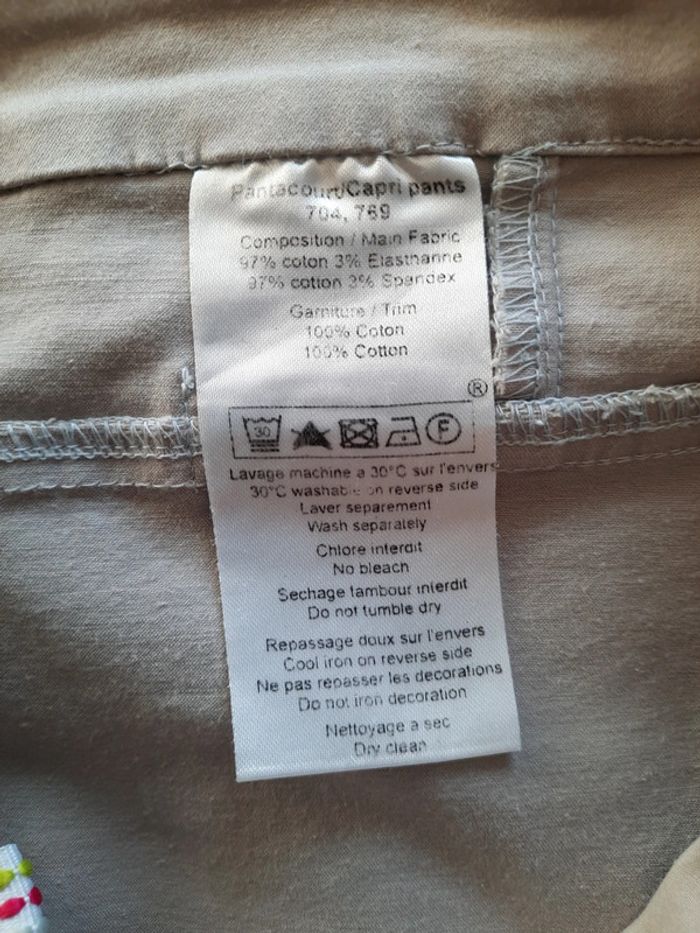 Pantacourt/Capri pants
704, 769
Composition / Main Fabric
97% coton 3% Elasthanne
97% cotton 3% Spandex
Garniture / Trim
100% Coton
100% Cotton
®
30 F
Lavage machine a 30°C sur l'envers
30°C washable on reverse side
Laver separement
Wash separately
Chlore interdit
No bleach
Sechage tambour interdit
Do not tumble dry
Repassage doux sur l'envers
Cool iron on reverse side
Ne pas repasser les decorations
Do not iron decoration
Nettoyage a sec
Dry clean